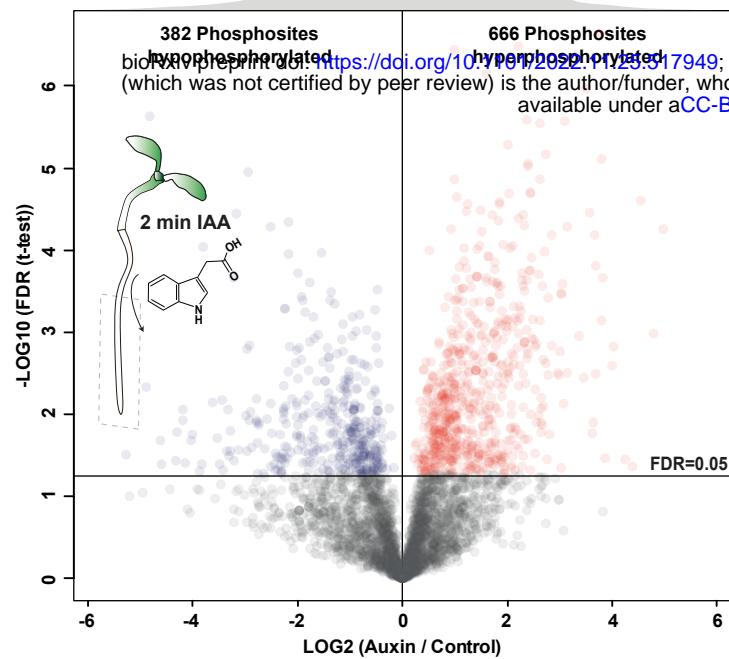 382 Phosphosites
hypophosphorylated
666 Phosphosites
hyperphosphorylated
bioRxiv preprint doi: https://doi.org/10.1101/2022.11.25.517949;
(which was not certified by peer review) is the author/funder, who
available under aCC-B
6
5
4
3
2
1
0
-LOG10 (FDR (t-test))
2 min IAA
OH
O
N
H
FDR=0.05
-6
-4
-2
0
2
4
6
LOG2 (Auxin / Control)